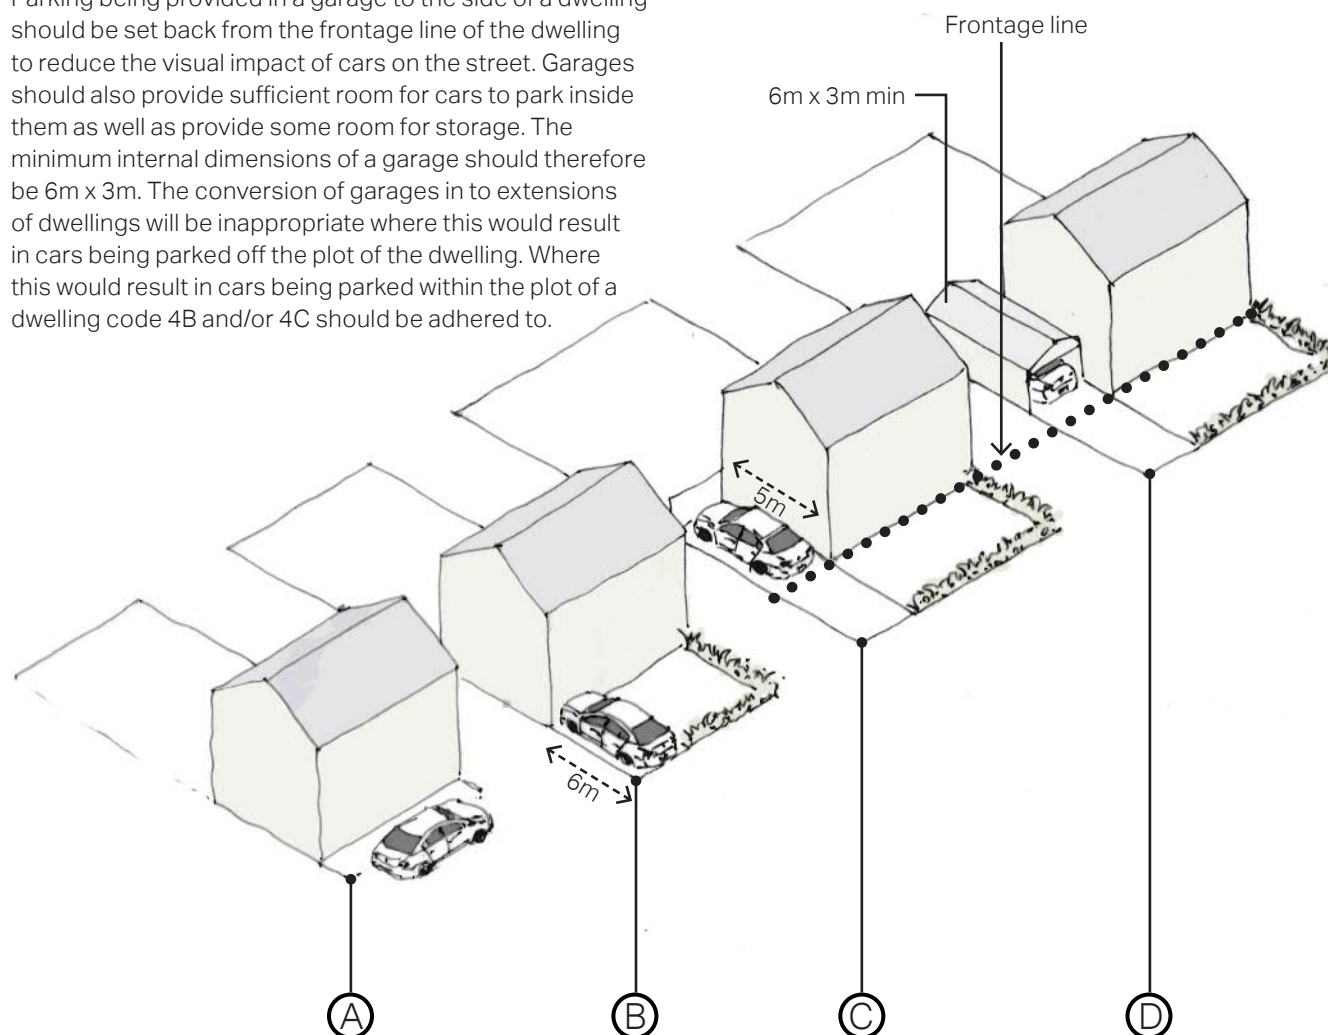 Parking being provided in a garage to the side of a dwelling
should be set back from the frontage line of the dwelling
to reduce the visual impact of cars on the street. Garages
should also provide sufficient room for cars to park inside
them as well as provide some room for storage. The
minimum internal dimensions of a garage should therefore
be 6m x 3m. The conversion of garages in to extensions
of dwellings will be inappropriate where this would result
in cars being parked off the plot of the dwelling. Where
this would result in cars being parked within the plot of a
dwelling code 4B and/or 4C should be adhered to.
Frontage line
6m x 3m min
5m
6m
A
B
C
D